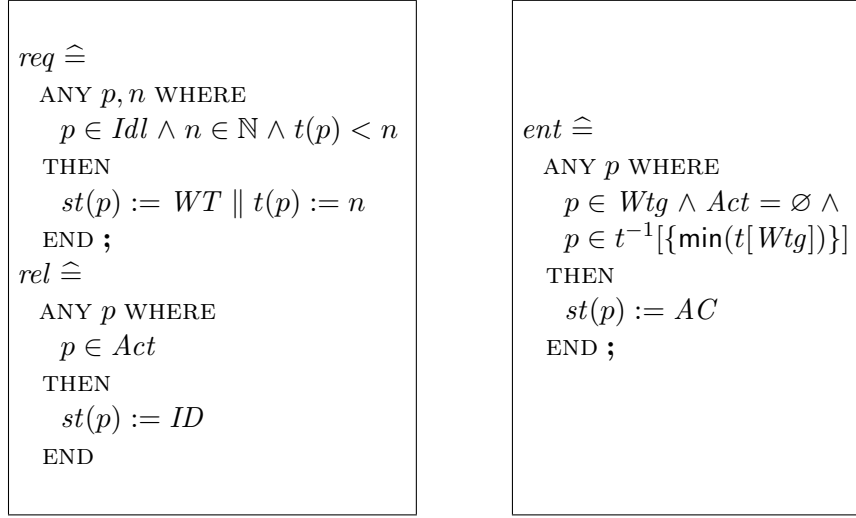 req ≙
ANY p, n WHERE
p ∈ Idl ∧ n ∈ ℕ ∧ t(p) < n
THEN
st(p) := WT ∥ t(p) := n
END ;
rel ≙
ANY p WHERE
p ∈ Act
THEN
st(p) := ID
END
ent ≙
ANY p WHERE
p ∈ Wtg ∧ Act = ∅ ∧
p ∈ t⁻¹[{min(t[Wtg])}]
THEN
st(p) := AC
END ;